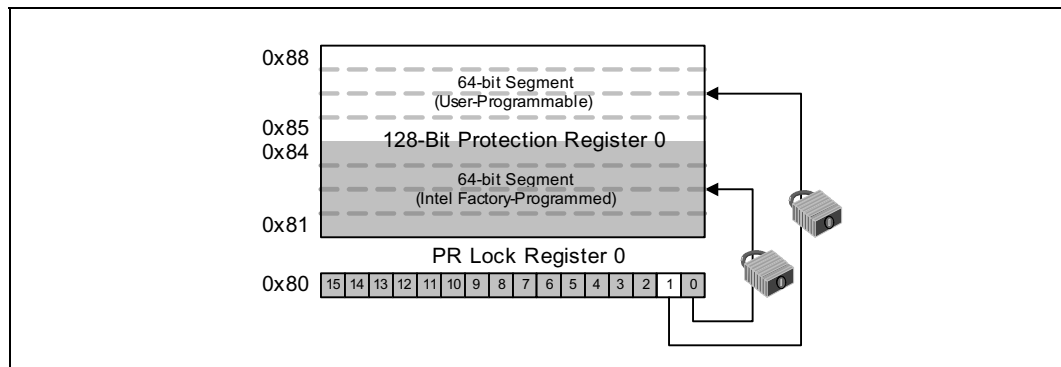 0x88
64-bit Segment
(User-Programmable)
0x85
128-Bit Protection Register 0
0x84
64-bit Segment
(Intel Factory-Programmed)
0x81
PR Lock Register 0
0x80 15 14 13 12 11 10 9 8 7 6 5 4 3 2 1 0